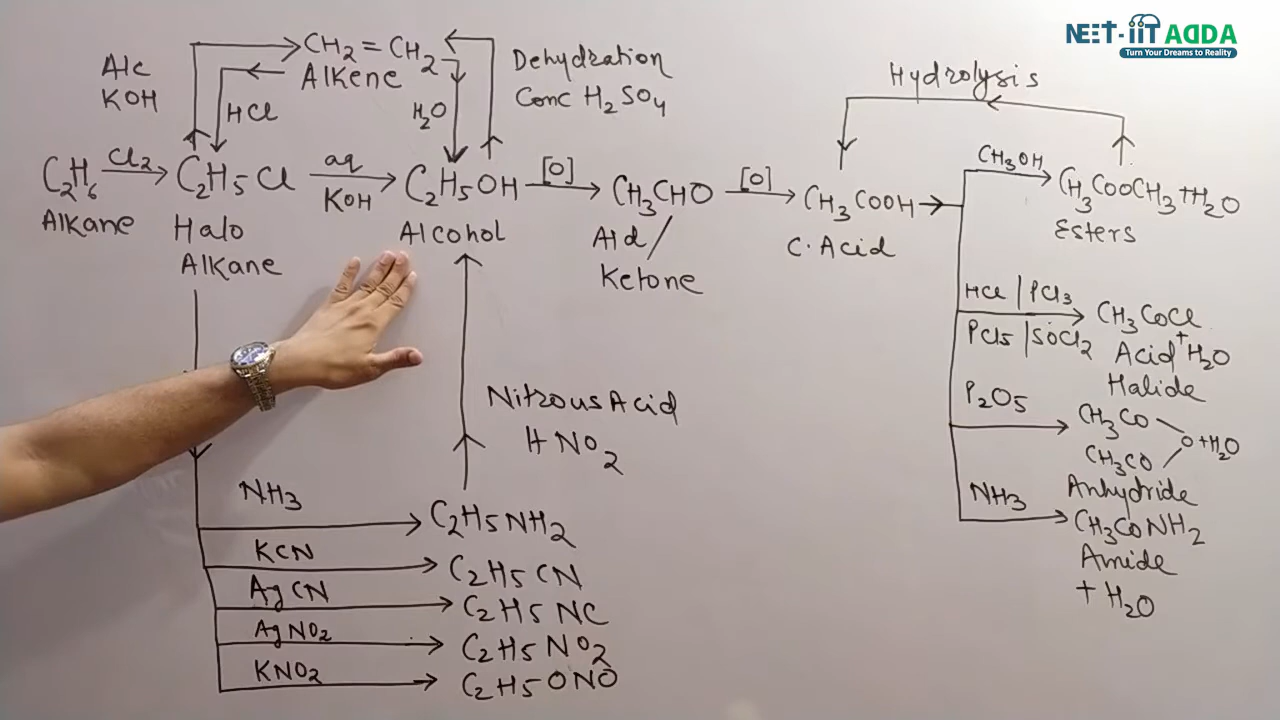 NEET-IIT ADDA
Turn Your Dreams to Reality
CH2 = CH2
Alkene
Alc
KOH
HCl
H2O
Dehydration
Conc H2SO4
Hydrolysis
C2H6
Alkane
Cl2
C2H5Cl
Halo
Alkane
aq
KOH
C2H5OH
Alcohol
[O]
CH3CHO
Ald/
Ketone
[O]
CH3COOH
C. Acid
CH3OH
CH3COOCH3+H2O
Esters
HCl | PCl3
PCl5 | SOCl2
CH3COCl
+
Acid H2O
Halide
P2O5
CH3CO
O+H2O
CH3CO
Anhydride
NH3
CH3CONH2
Amide
+ H2O
Nitrous Acid
HNO2
NH3
C2H5NH2
KCN
C2H5CN
AgCN
C2H5NC
AgNO2
C2H5NO2
KNO2
C2H5ONO